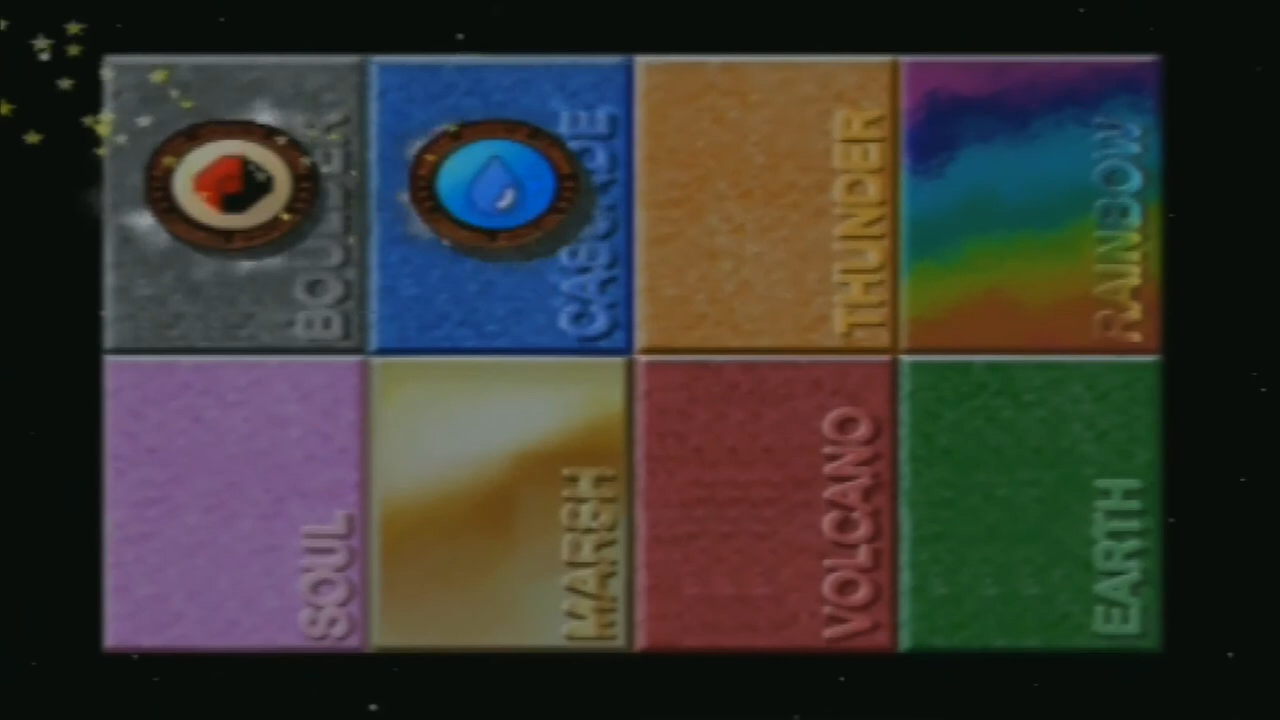 BOULDER
CASCADE
THUNDER
RAINBOW
SOUL
MARSH
VOLCANO
EARTH